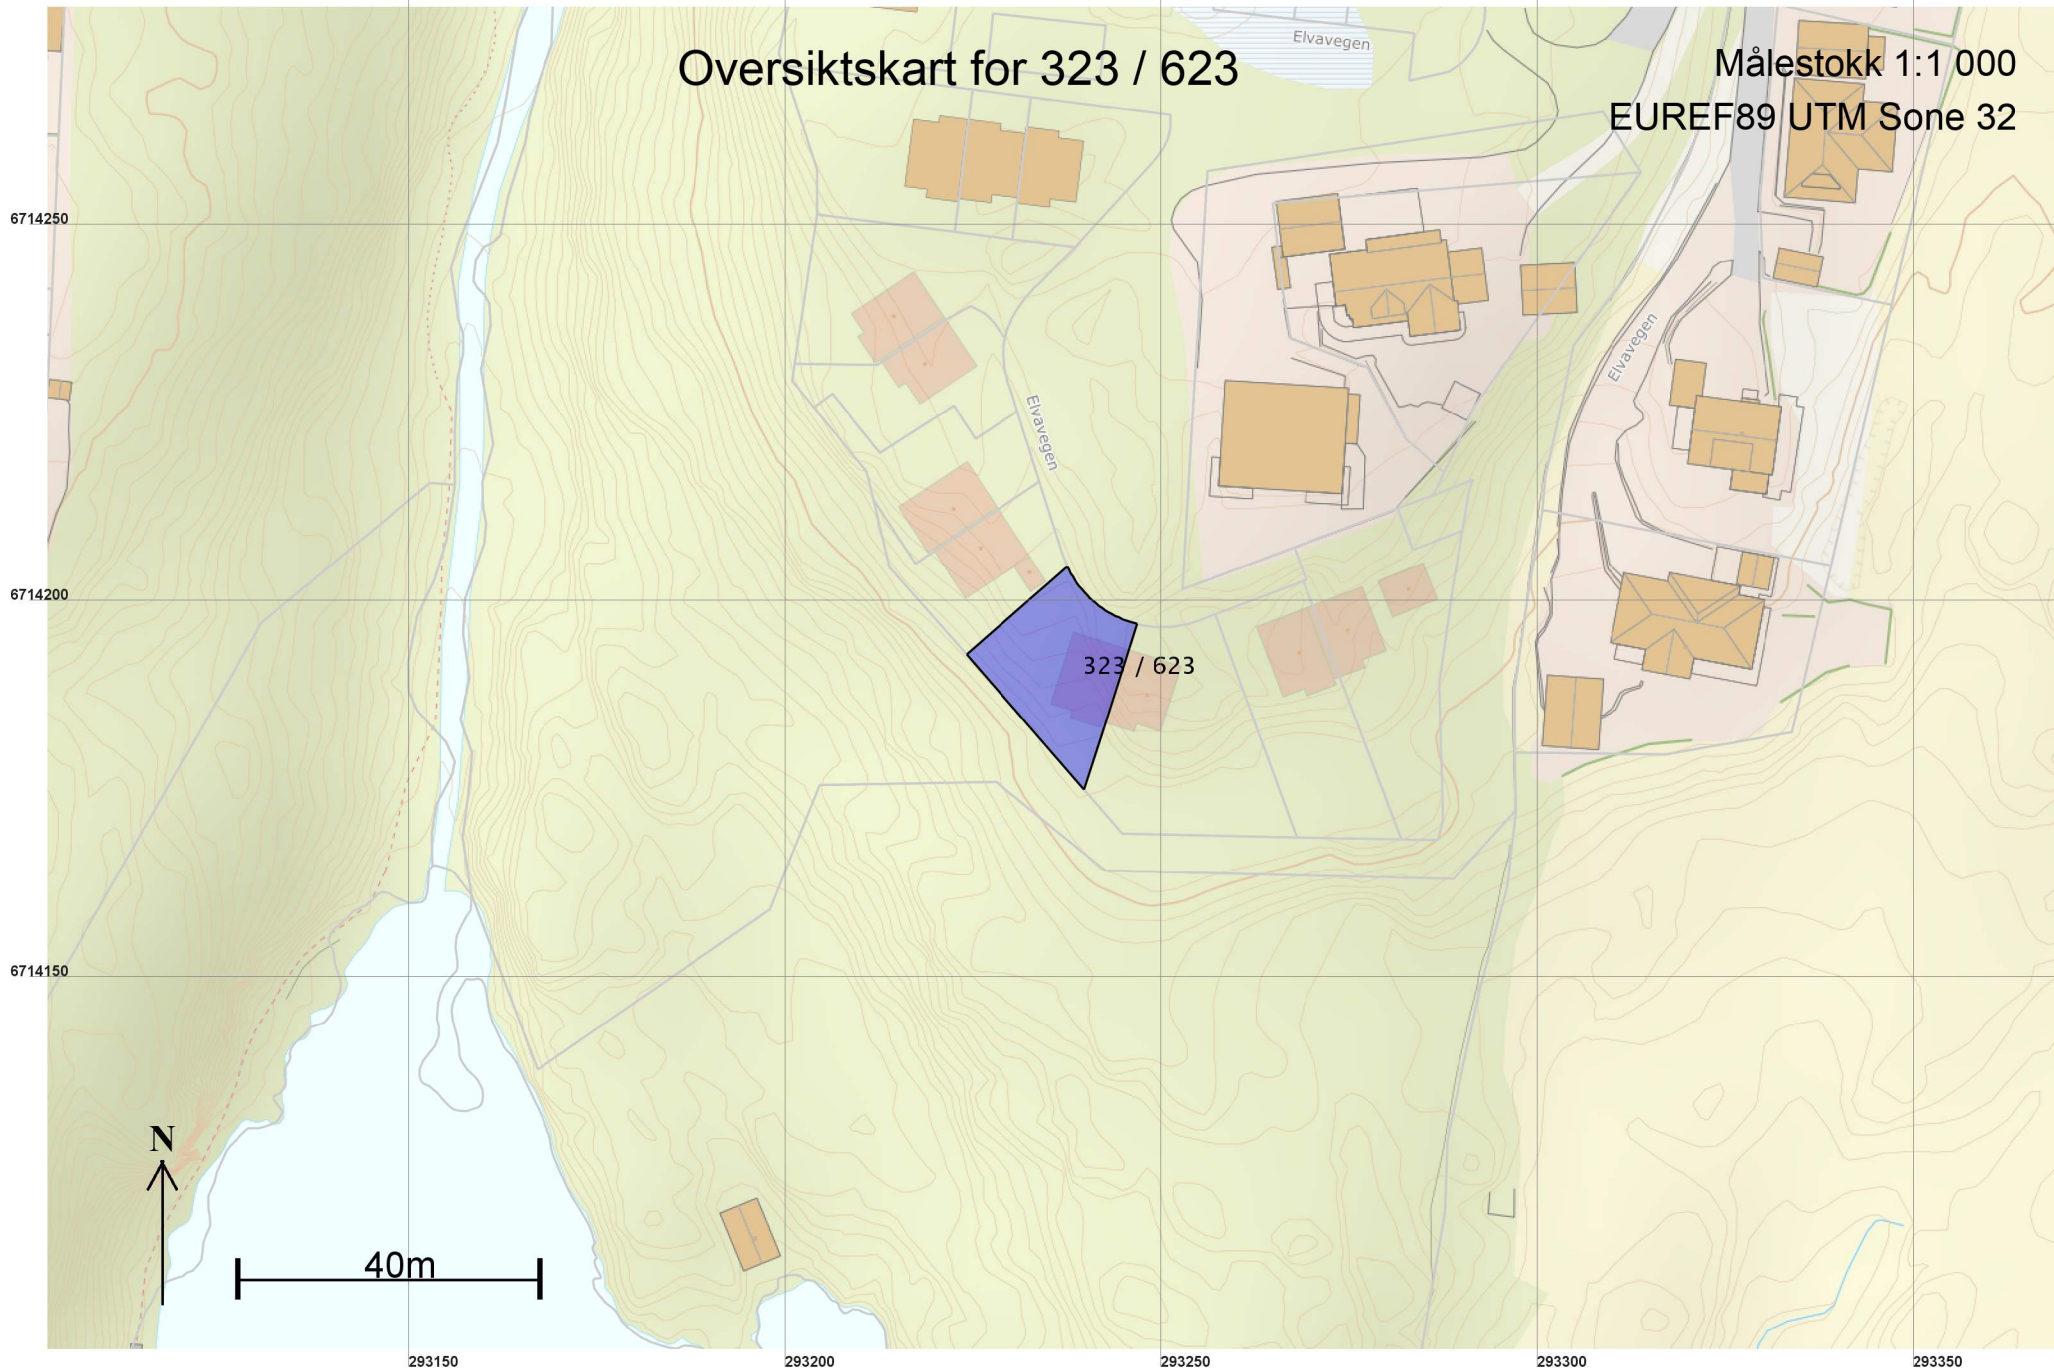 Elvavegen
Oversiktskart for 323 / 623
Målestokk 1:1 000
EUREF89 UTM Sone 32
6714250
Elvavegen
Elvavegen
6714200
323 / 623
6714150
N
40m
293150
293200
293250
293300
293350